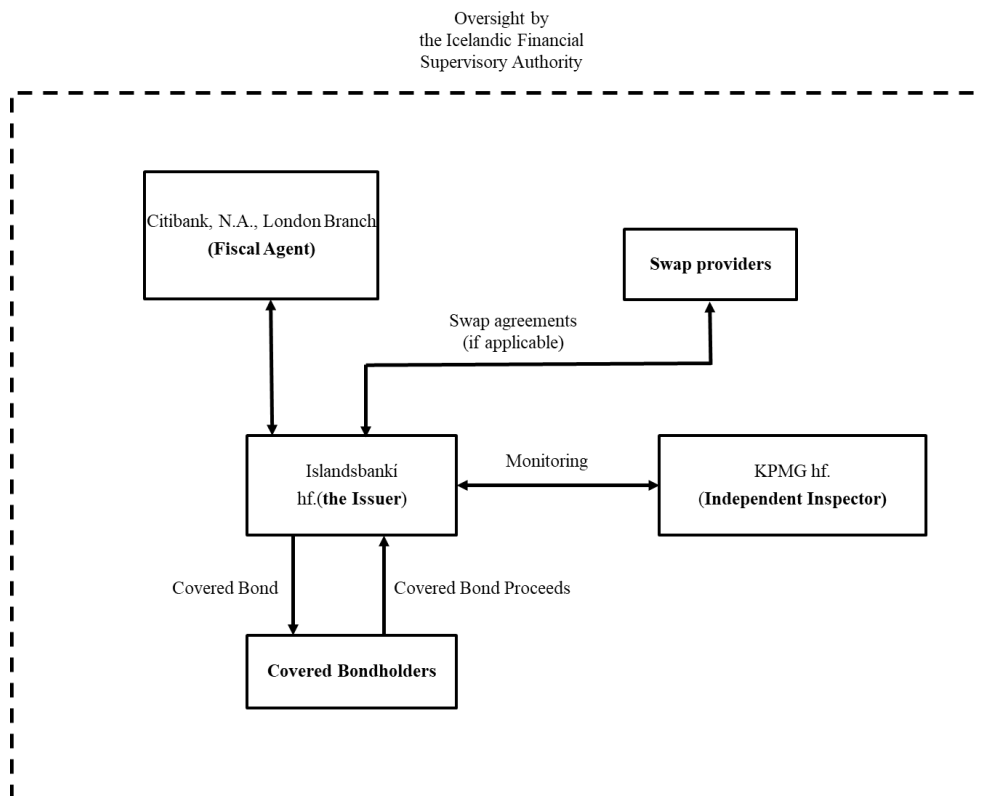 Oversight by
the Icelandic Financial
Supervisory Authority
Citibank, N.A., London Branch
(Fiscal Agent)
Swap providers
Swap agreements
(if applicable)
Islandsbankí
hf.(the Issuer)
Monitoring
KPMG hf.
(Independent Inspector)
Covered Bond
Covered Bond Proceeds
Covered Bondholders